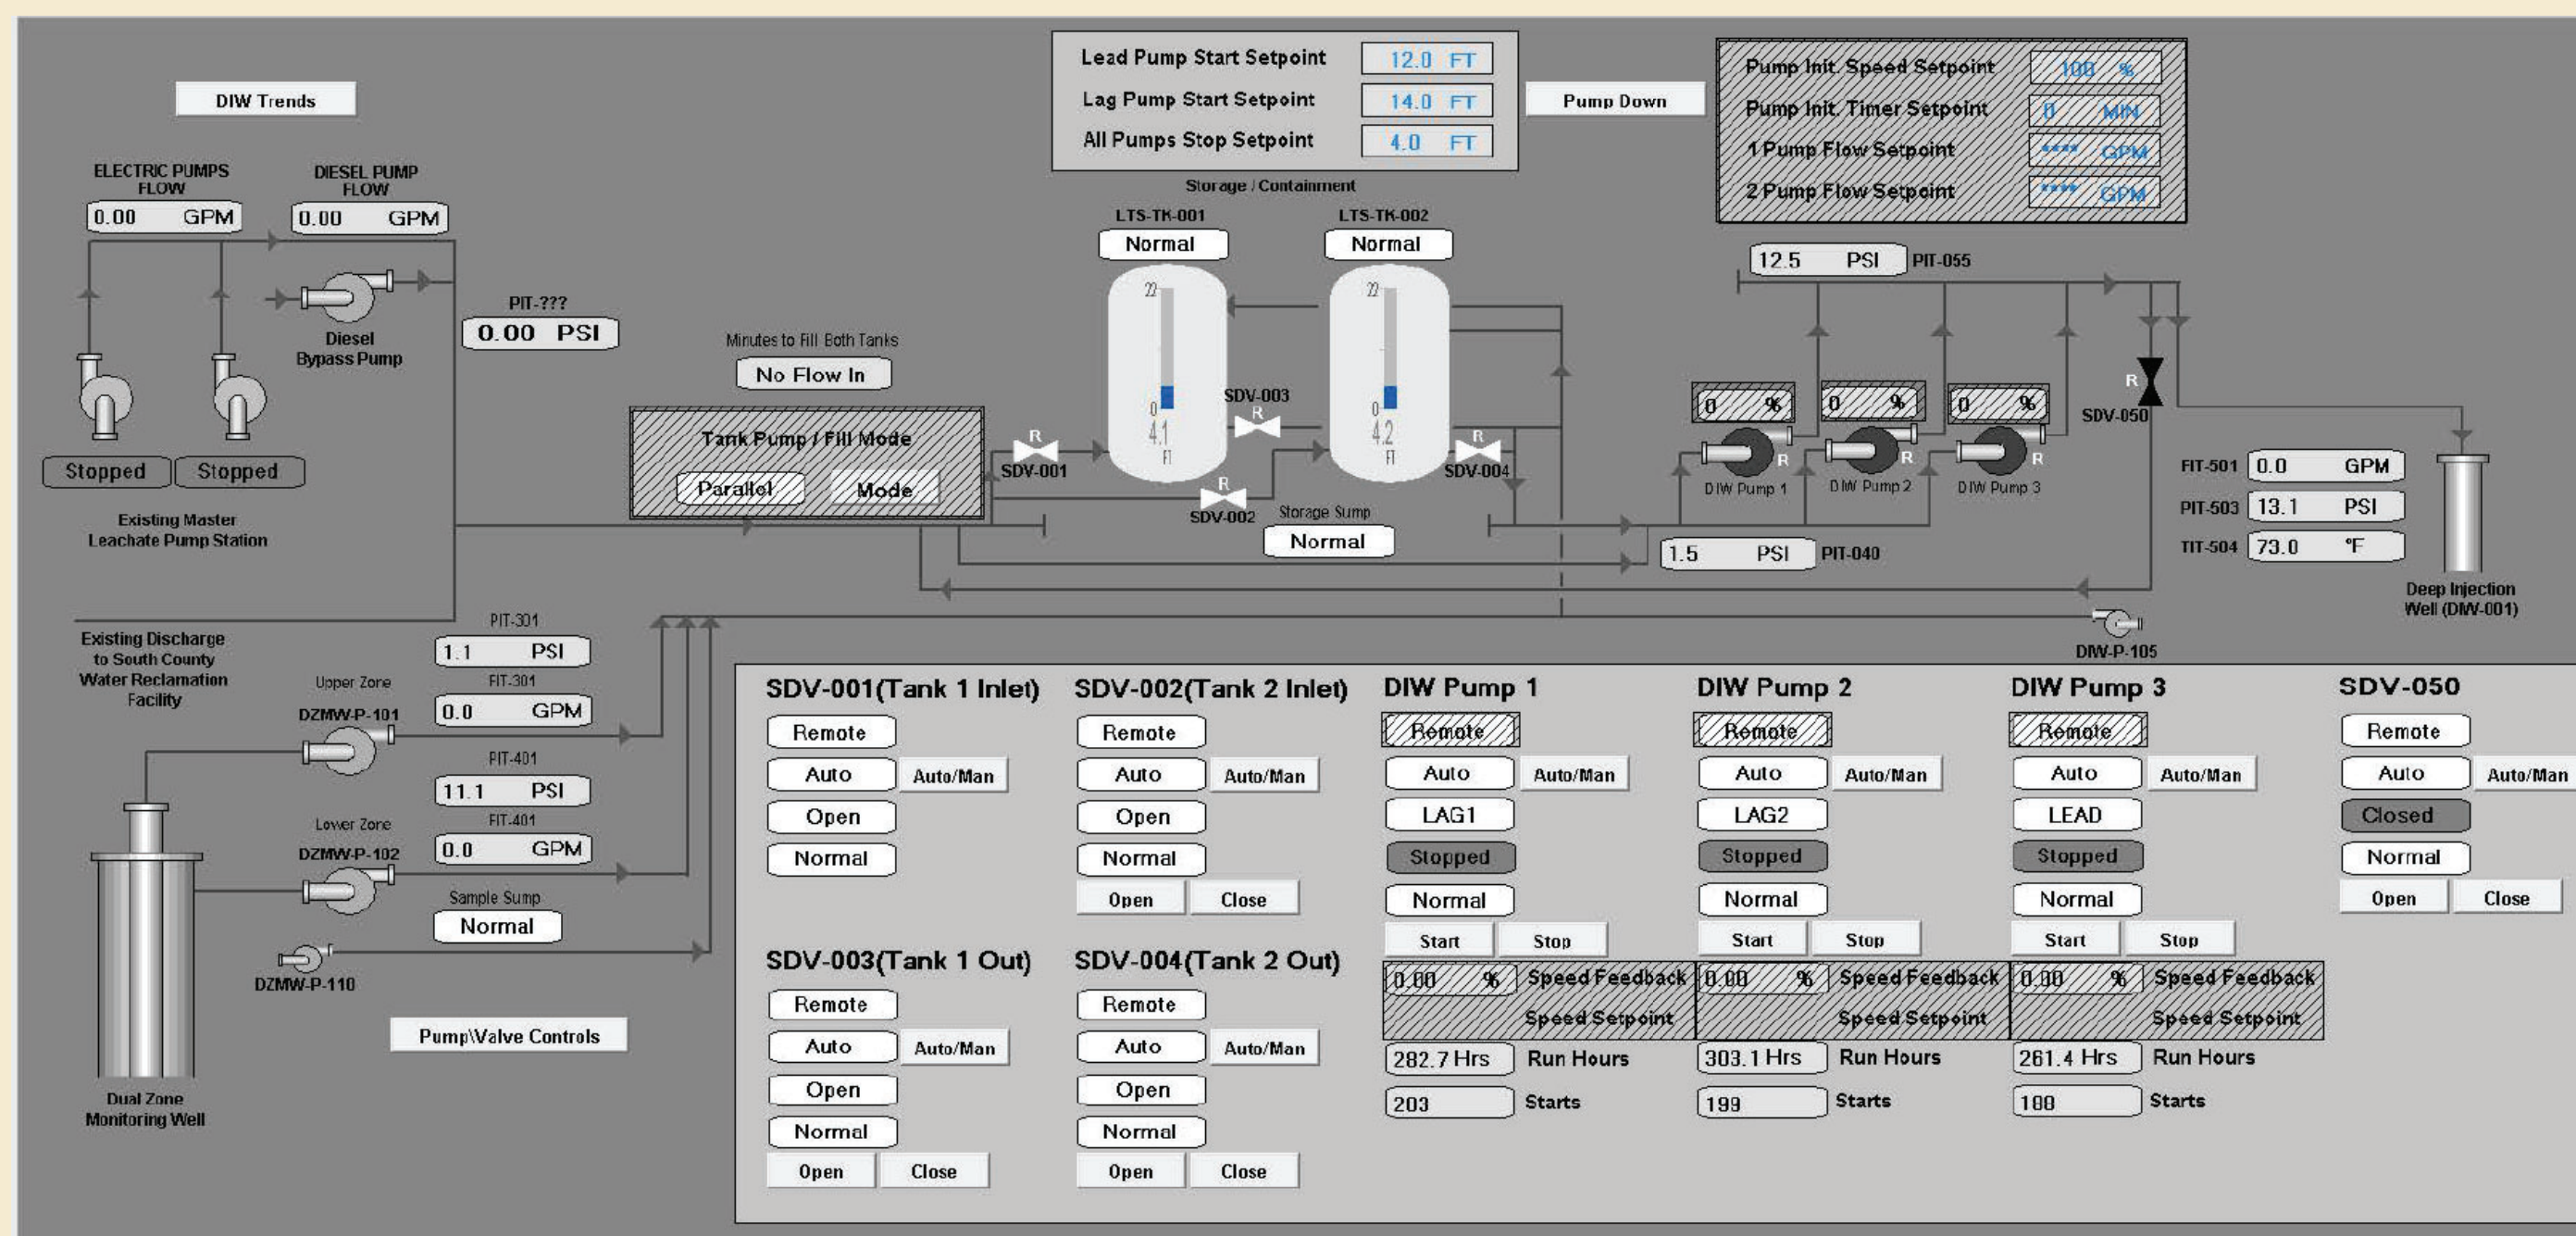 DIW Trends
Lead Pump Start Setpoint 12.0 FT
Lag Pump Start Setpoint 14.0 FT
All Pumps Stop Setpoint 4.0 FT
Pump Down
Pump Init. Speed Setpoint 100 %
Pump Init. Timer Setpoint 0 MIN
1 Pump Flow Setpoint **** GPM
2 Pump Flow Setpoint **** GPM
Storage / Containment
ELECTRIC PUMPS
FLOW
0.00 GPM
DIESEL PUMP
FLOW
0.00 GPM
Diesel
Bypass Pump
PIT-???
0.00 PSI
Stopped
Stopped
Existing Master
Leachate Pump Station
Minutes to Fill Both Tanks
No Flow In
Tank Pump / Fill Mode
Parallel Mode
LTS-TK-001
Normal
22
0
4.1
FT
LTS-TK-002
Normal
22
0
4.2
FT
R
SDV-001
SDV-003
R
R
SDV-002
R
SDV-004
Storage Sump
Normal
12.5 PSI PIT-055
0 %
0 %
0 %
R
R
R
DIW Pump 1
DIW Pump 2
DIW Pump 3
R
SDV-050
1.5 PSI PIT-040
FIT-501 0.0 GPM
PIT-503 13.1 PSI
TIT-504 73.0 °F
Deep Injection
Well (DIW-001)
DIW-P-105
Existing Discharge
to South County
Water Reclamation
Facility
PIT-301
1.1 PSI
Upper Zone
FIT-301
DZMW-P-101
0.0 GPM
PIT-401
11.1 PSI
Lower Zone
FIT-401
DZMW-P-102
0.0 GPM
Sample Sump
Normal
DZMW-P-110
Pump\Valve Controls
Dual Zone
Monitoring Well
SDV-001(Tank 1 Inlet)
Remote
Auto Auto/Man
Open
Normal
SDV-002(Tank 2 Inlet)
Remote
Auto Auto/Man
Open
Normal
Open Close
SDV-003(Tank 1 Out)
Remote
Auto Auto/Man
Open
Normal
Open Close
SDV-004(Tank 2 Out)
Remote
Auto Auto/Man
Open
Normal
Open Close
DIW Pump 1
Remote
Auto Auto/Man
LAG1
Stopped
Normal
Start Stop
0.00 % Speed Feedback
Speed Setpoint
282.7 Hrs Run Hours
203 Starts
DIW Pump 2
Remote
Auto Auto/Man
LAG2
Stopped
Normal
Start Stop
0.00 % Speed Feedback
Speed Setpoint
303.1 Hrs Run Hours
199 Starts
DIW Pump 3
Remote
Auto Auto/Man
LEAD
Stopped
Normal
Start Stop
0.00 % Speed Feedback
Speed Setpoint
261.4 Hrs Run Hours
Starts
SDV-050
Remote
Auto Auto/Man
Closed
Normal
Open Close